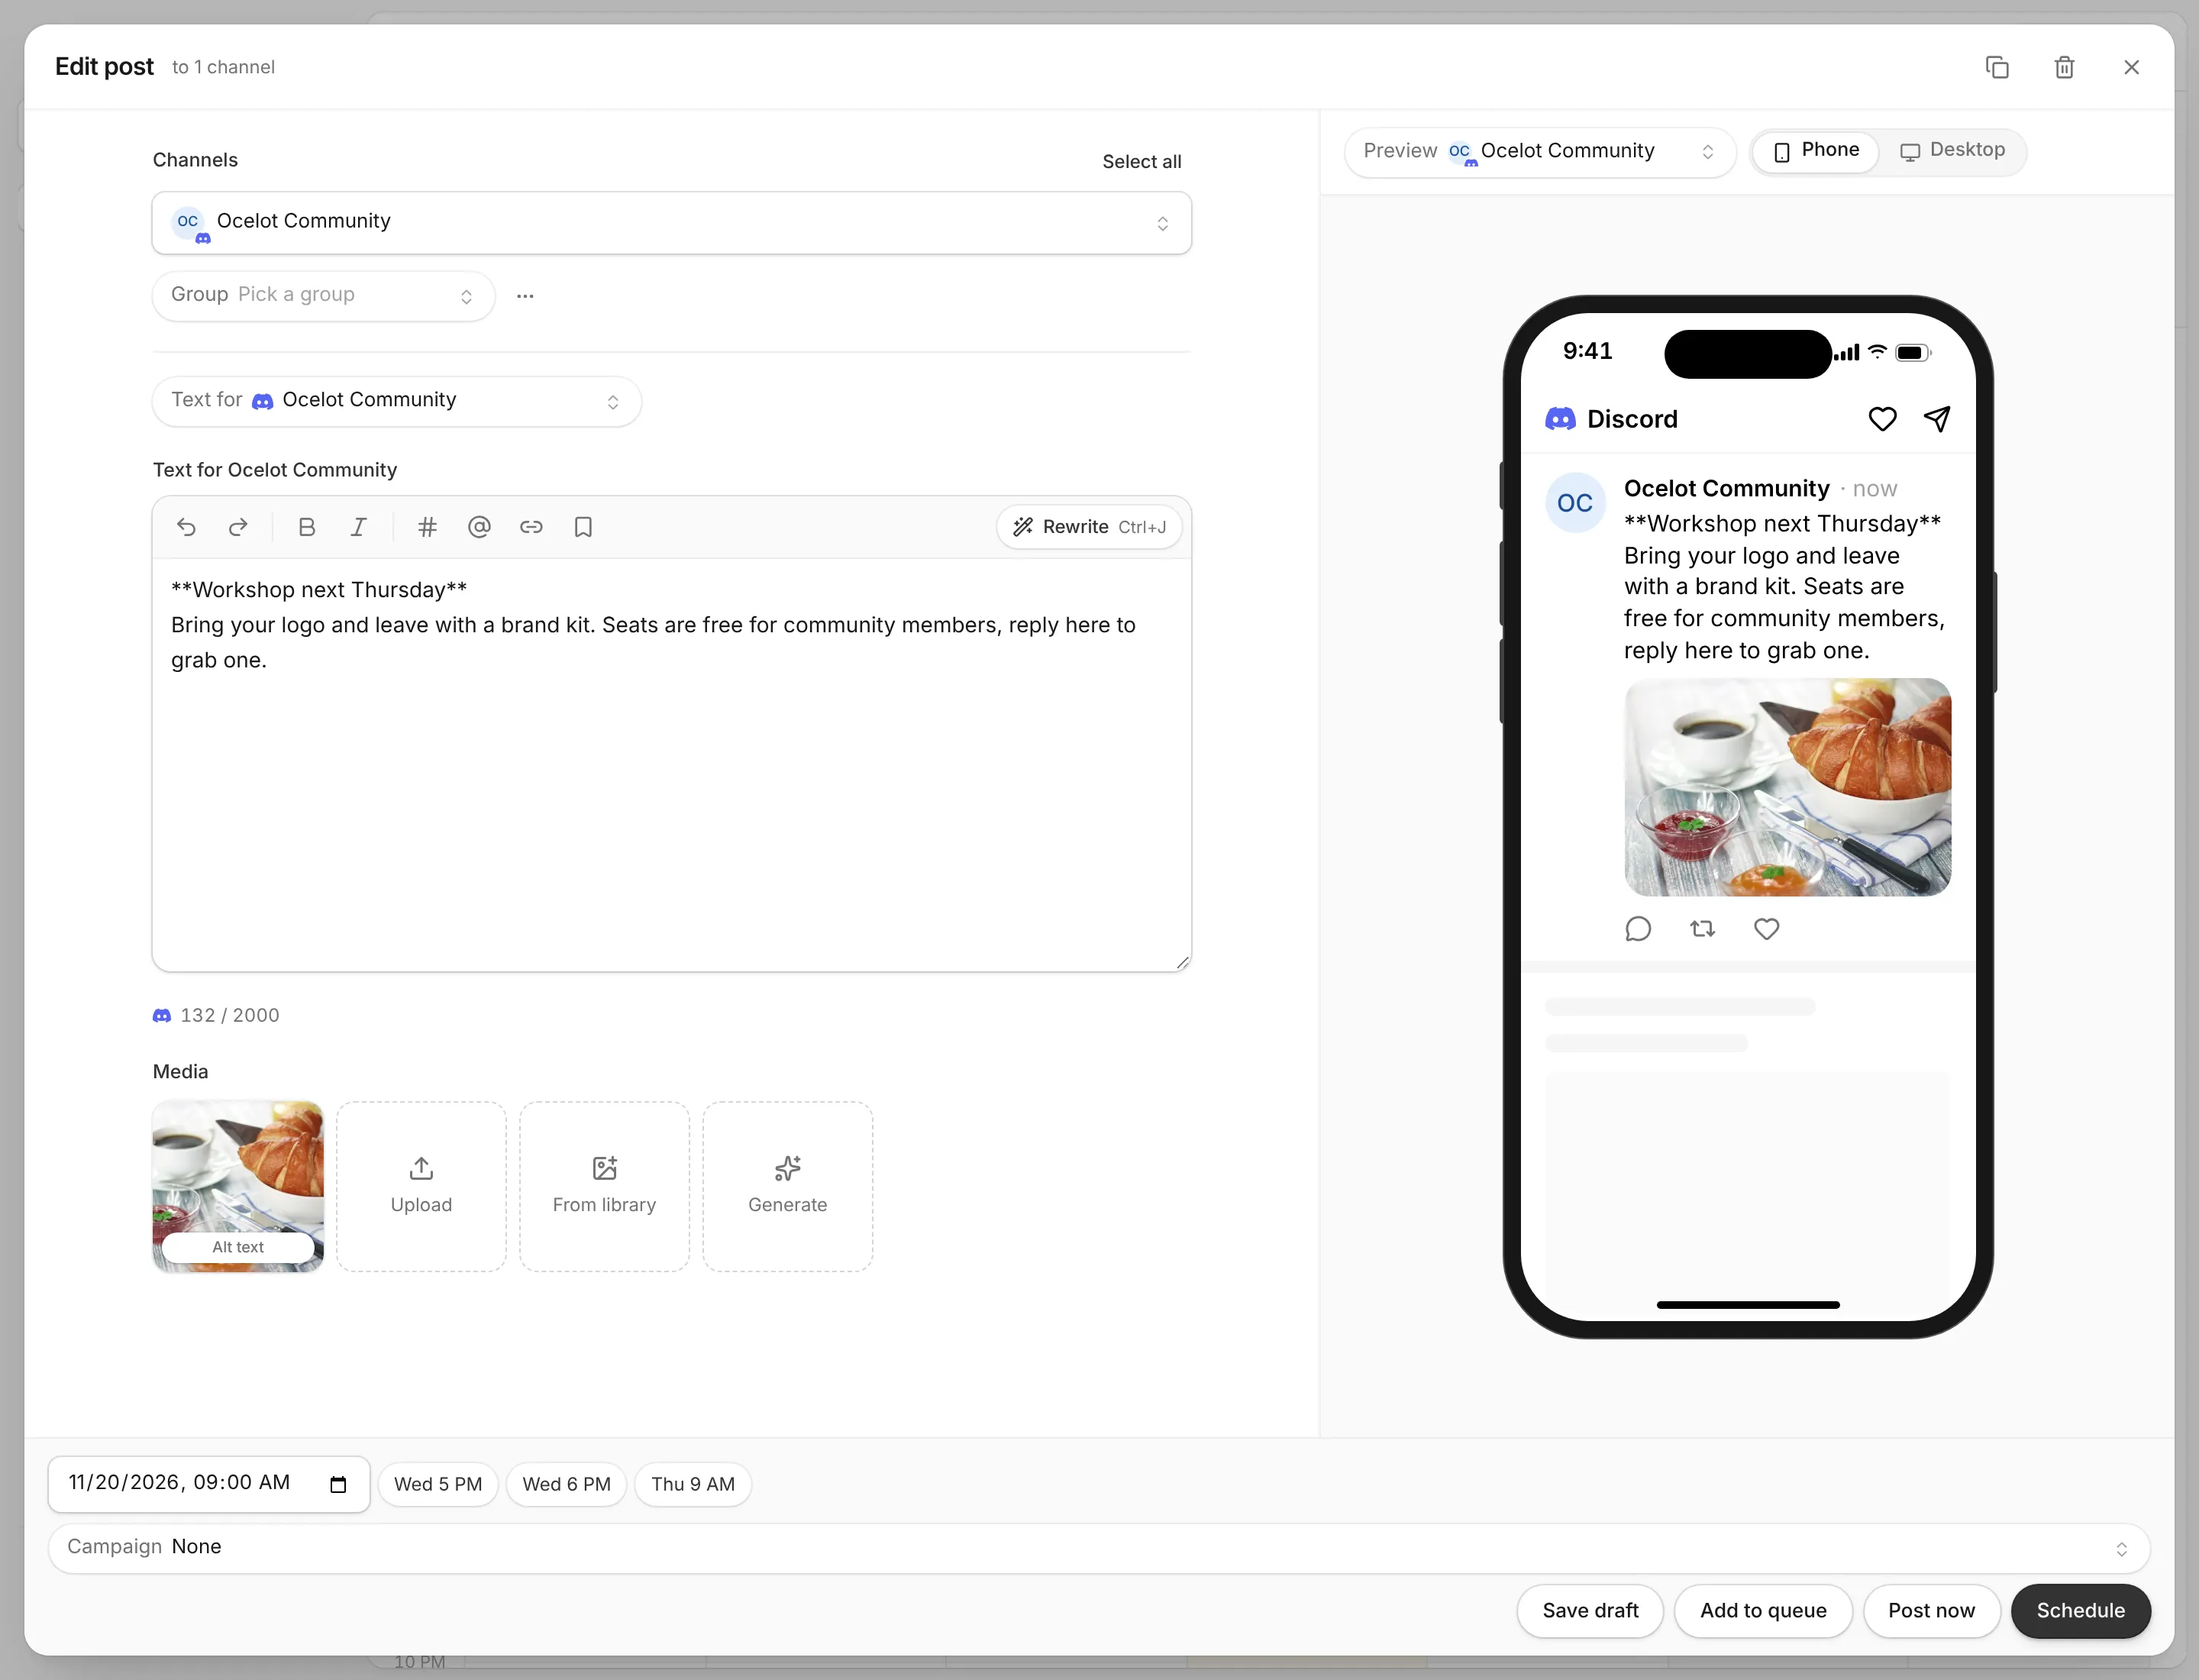 Edit post to 1 channel
Channels
Select all
OC Ocelot Community
Group Pick a group
Text for Ocelot Community
Text for Ocelot Community
Rewrite Ctrl+J
**Workshop next Thursday**
Bring your logo and leave with a brand kit. Seats are free for community members, reply here to
grab one.
132 / 2000
Media
Alt text
Upload
From library
Generate
Preview OC Ocelot Community
Phone
Desktop
9:41
Discord
OC
Ocelot Community · now
**Workshop next Thursday**
Bring your logo and leave
with a brand kit. Seats are
free for community members,
reply here to grab one.
11/20/2026, 09:00 AM
Wed 5 PM
Wed 6 PM
Thu 9 AM
Campaign None
Save draft
Add to queue
Post now
Schedule
10 PM